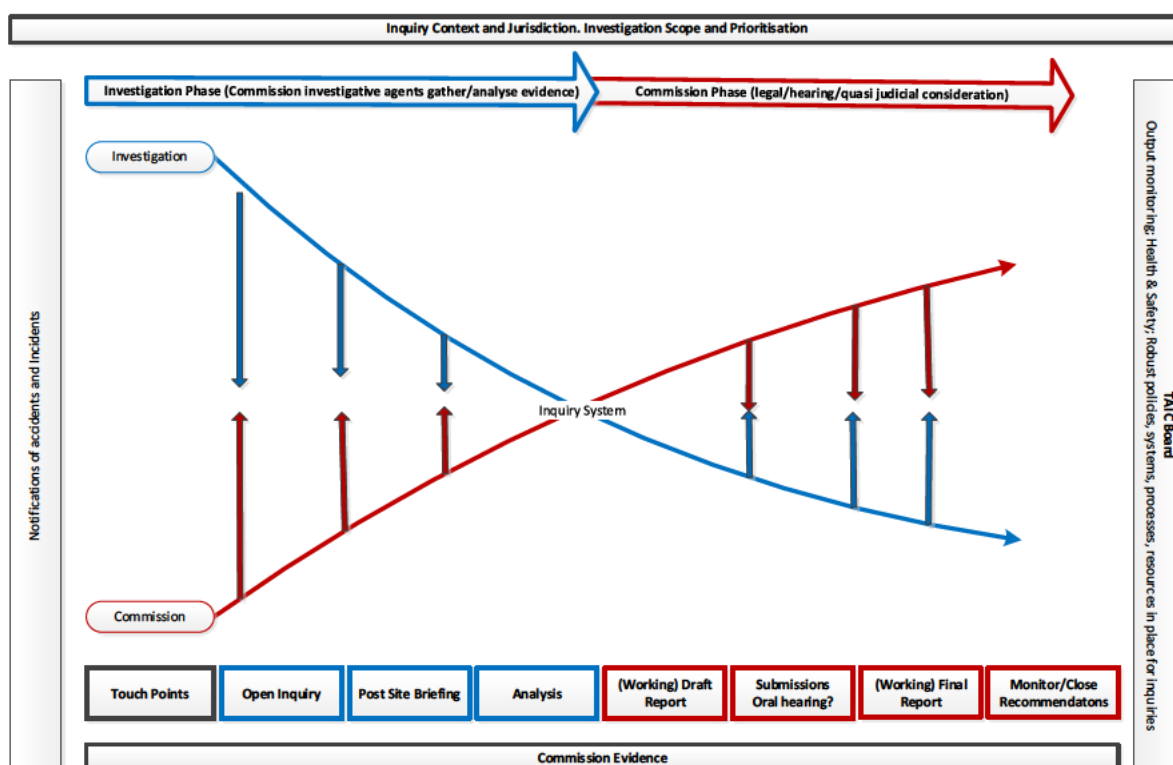 Inquiry Context and Jurisdiction. Investigation Scope and Prioritisation
Investigation Phase (Commission investigative agents gather/analyse evidence)
Commission Phase (legal/hearing/quasi judicial consideration)
Notifications of accidents and Incidents
Investigation
Inquiry System
Commission
TAIC Board
Output monitoring; Health & Safety; Robust policies, systems, processes, resources in place for inquiries
Touch Points
Open Inquiry
Post Site Briefing
Analysis
(Working) Draft
Report
Submissions
Oral hearing?
(Working) Final
Report
Monitor/Close
Recommendatons
Commission Evidence